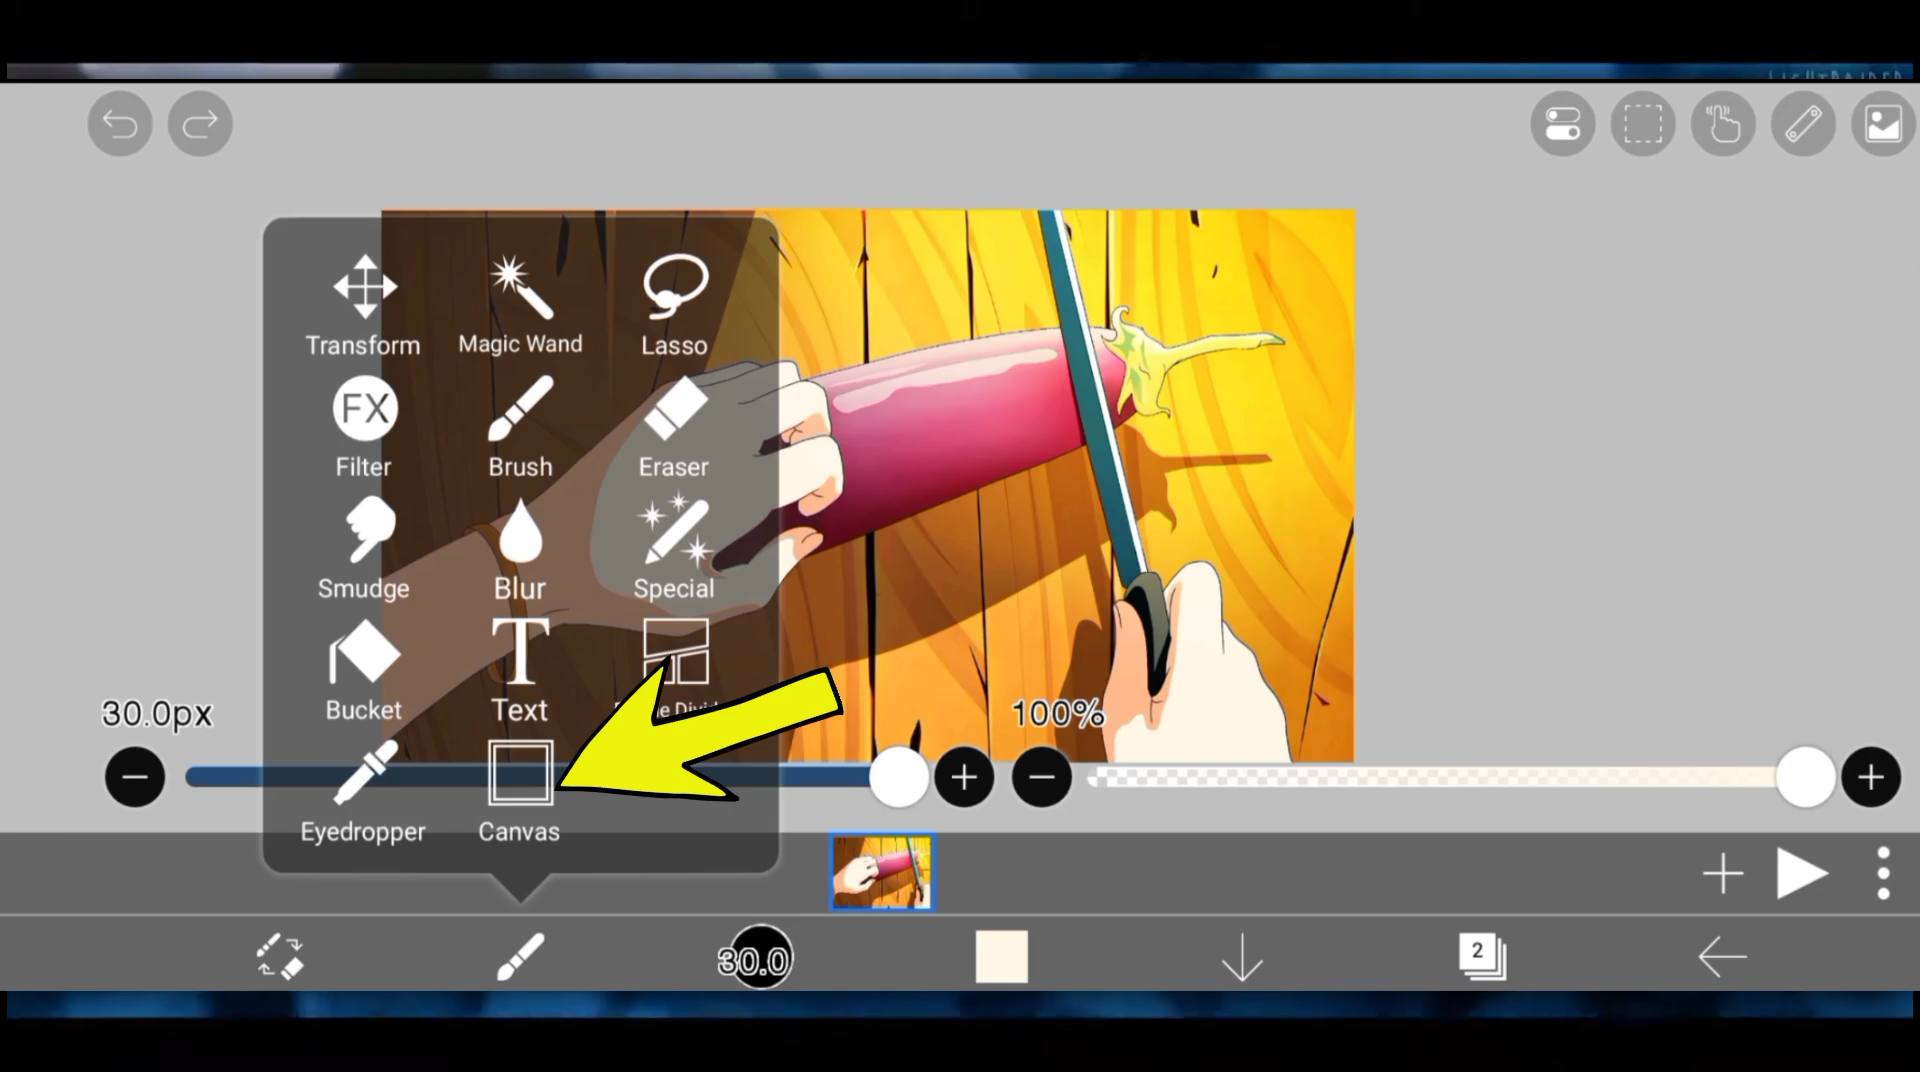 Transform
Magic Wand
Lasso
FX
Filter
Brush
Eraser
Smudge
Blur
Special
T
Bucket
Text
30.0px
100%
Eyedropper
Canvas
30.0
2